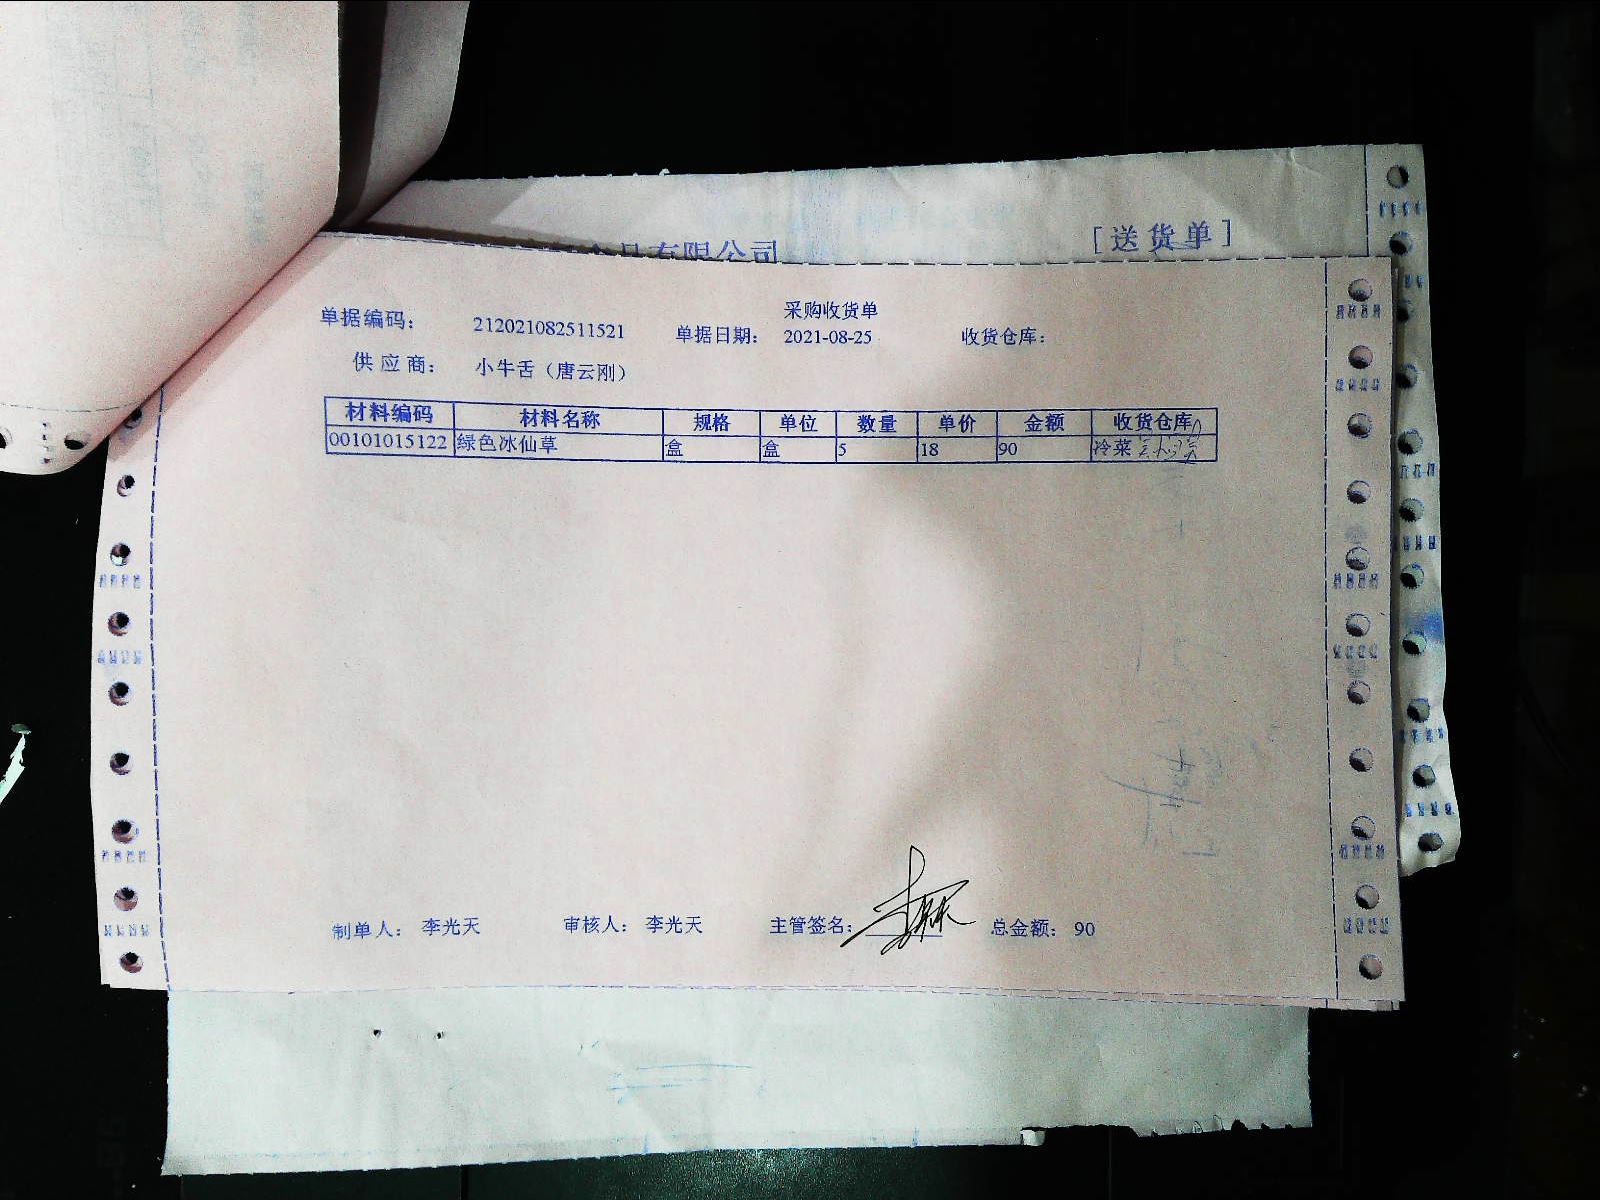 食品有限公司
[送货单]
采购收货单
单据编码: 212021082511521 单据日期: 2021-08-25 收货仓库:
供应商: 小牛舌（唐云刚）
材料编码 材料名称 规格 单位 数量 单价 金额 收货仓库
00101015122 绿色冰仙草 盒 盒 5 18 90 冷菜
制单人: 李光天 审核人: 李光天 主管签名: 总金额: 90